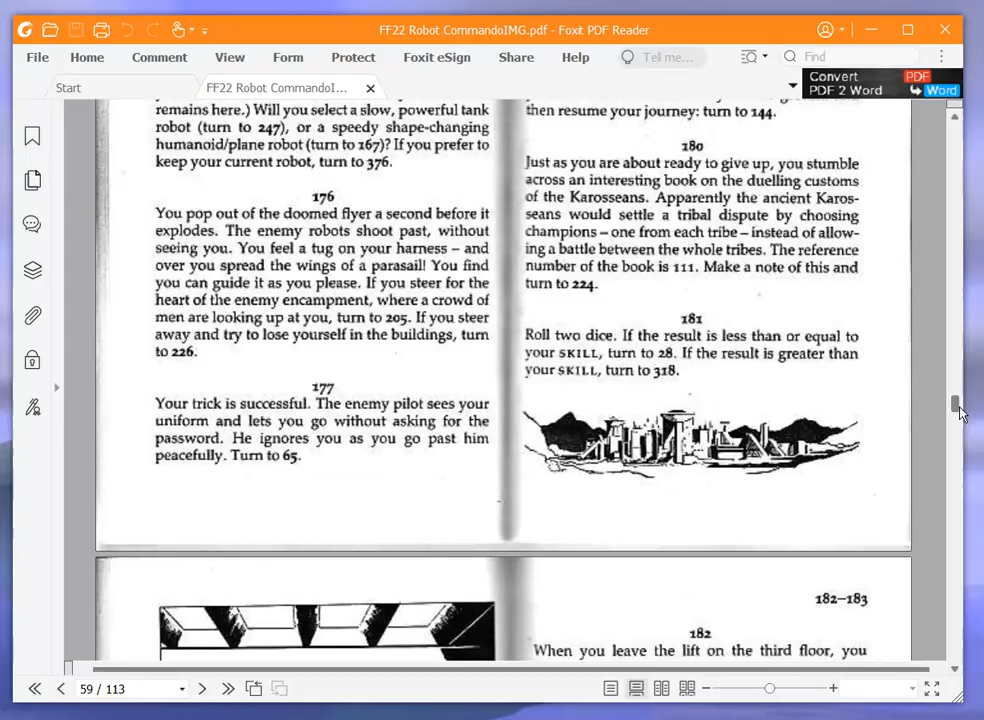 FF22 Robot CommandoIMG.pdf - Foxit PDF Reader
File Home Comment View Form Protect Foxit eSign Share Help Tell me... Find
Start
FF22 Robot CommandoI...
Convert PDF
PDF 2 Word Word
remains here.) Will you select a slow, powerful tank
robot (turn to 247), or a speedy shape-changing
humanoid/plane robot (turn to 167)? If you prefer to
keep your current robot, turn to 376.
176
You pop out of the doomed flyer a second before it
explodes. The enemy robots shoot past, without
seeing you. You feel a tug on your harness – and
over you spread the wings of a parasail! You find
you can guide it as you please. If you steer for the
heart of the enemy encampment, where a crowd of
men are looking up at you, turn to 205. If you steer
away and try to lose yourself in the buildings, turn
to 226.
177
Your trick is successful. The enemy pilot sees your
uniform and lets you go without asking for the
password. He ignores you as you go past him
peacefully. Turn to 65.
then resume your journey: turn to 144.
180
Just as you are about ready to give up, you stumble
across an interesting book on the duelling customs
of the Karosseans. Apparently the ancient Karos-
seans would settle a tribal dispute by choosing
champions – one from each tribe – instead of allow-
ing a battle between the whole tribes. The reference
number of the book is 111. Make a note of this and
turn to 224.
181
Roll two dice. If the result is less than or equal to
your SKILL, turn to 28. If the result is greater than
your SKILL, turn to 318.
182–183
182
When you leave the lift on the third floor, you
59 / 113